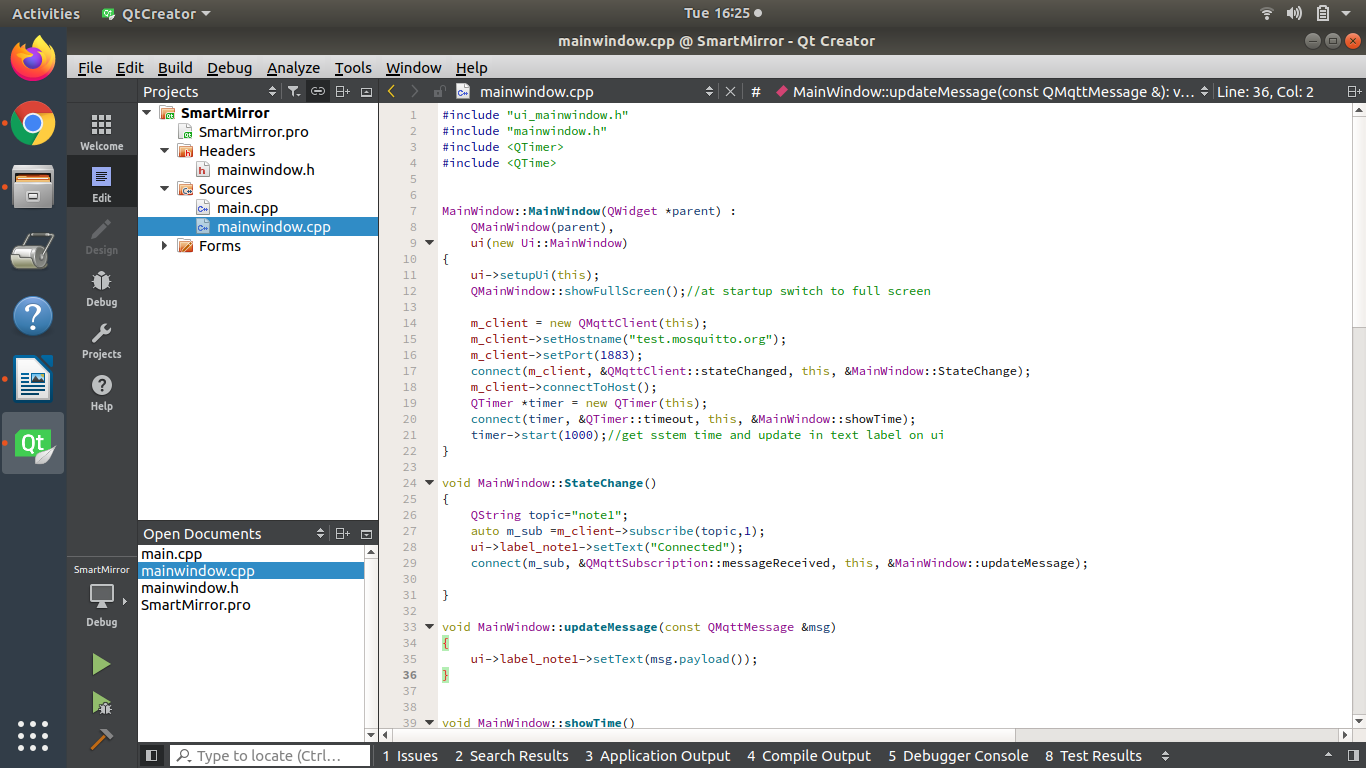 Activities QtCreator Tue 16:25
mainwindow.cpp @ SmartMirror - Qt Creator
File Edit Build Debug Analyze Tools Window Help
Projects
mainwindow.cpp # MainWindow::updateMessage(const QMqttMessage &): v... Line: 36, Col: 2
Welcome
Edit
Design
Debug
Projects
Help
SmartMirror
Debug
SmartMirror
SmartMirror.pro
Headers
mainwindow.h
Sources
main.cpp
mainwindow.cpp
Forms
Open Documents
main.cpp
mainwindow.cpp
mainwindow.h
SmartMirror.pro
1 #include "ui_mainwindow.h"
2 #include "mainwindow.h"
3 #include <QTimer>
4 #include <QTime>
5
6
7 MainWindow::MainWindow(QWidget *parent) :
8 QMainWindow(parent),
9 ui(new Ui::MainWindow)
10 {
11 ui->setupUi(this);
12 QMainWindow::showFullScreen();//at startup switch to full screen
13
14 m_client = new QMqttClient(this);
15 m_client->setHostname("test.mosquitto.org");
16 m_client->setPort(1883);
17 connect(m_client, &QMqttClient::stateChanged, this, &MainWindow::StateChange);
18 m_client->connectToHost();
19 QTimer *timer = new QTimer(this);
20 connect(timer, &QTimer::timeout, this, &MainWindow::showTime);
21 timer->start(1000);//get sstem time and update in text label on ui
22 }
23
24 void MainWindow::StateChange()
25 {
26 QString topic="note1";
27 auto m_sub =m_client->subscribe(topic,1);
28 ui->label_note1->setText("Connected");
29 connect(m_sub, &QMqttSubscription::messageReceived, this, &MainWindow::updateMessage);
30
31 }
32
33 void MainWindow::updateMessage(const QMqttMessage &msg)
34 {
35 ui->label_note1->setText(msg.payload());
36 }
37
38
39 void MainWindow::showTime()
Type to locate (Ctrl... 1 Issues 2 Search Results 3 Application Output 4 Compile Output 5 Debugger Console 8 Test Results